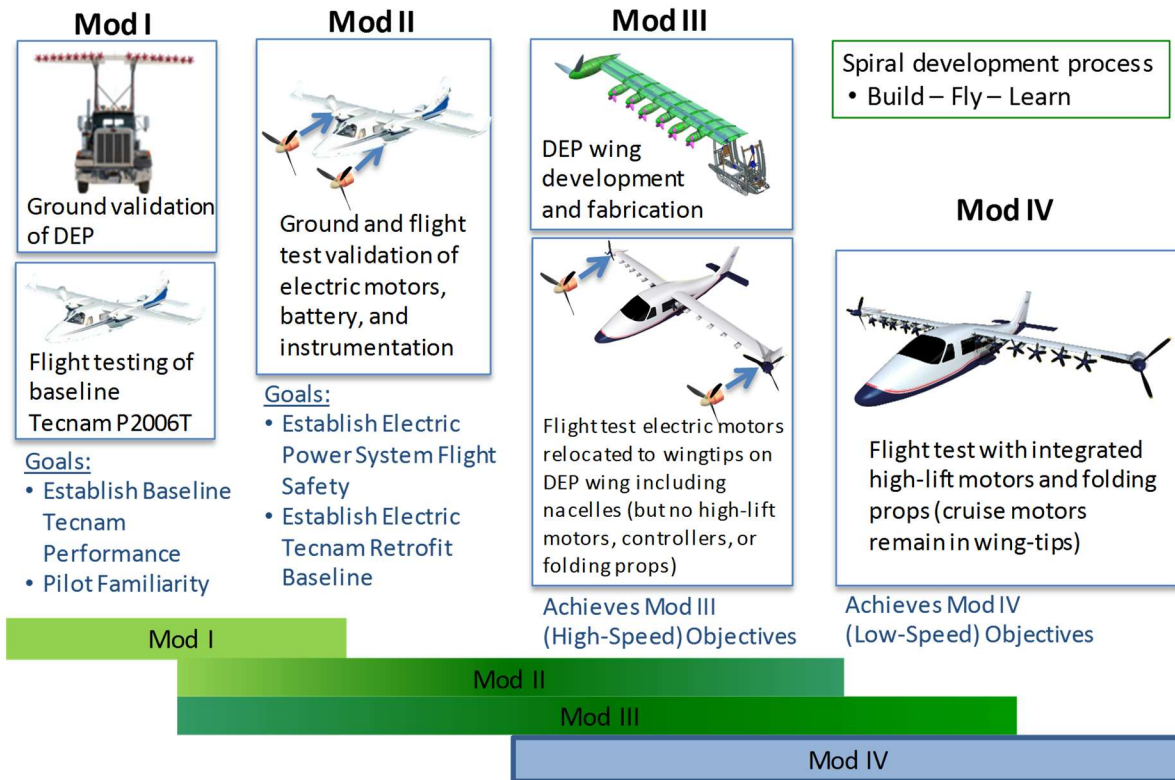 Mod I
Ground validation
of DEP
Flight testing of
baseline
Tecnam P2006T
Goals:
• Establish Baseline
Tecnam
Performance
• Pilot Familiarity
Mod II
Ground and flight
test validation of
electric motors,
battery, and
instrumentation
Goals:
• Establish Electric
Power System Flight
Safety
• Establish Electric
Tecnam Retrofit
Baseline
Mod III
DEP wing
development
and fabrication
Flight test electric motors
relocated to wingtips on
DEP wing including
nacelles (but no high-lift
motors, controllers, or
folding props)
Achieves Mod III
(High-Speed) Objectives
Spiral development process
• Build – Fly – Learn
Mod IV
Flight test with integrated
high-lift motors and folding
props (cruise motors
remain in wing-tips)
Achieves Mod IV
(Low-Speed) Objectives
Mod I
Mod II
Mod III
Mod IV